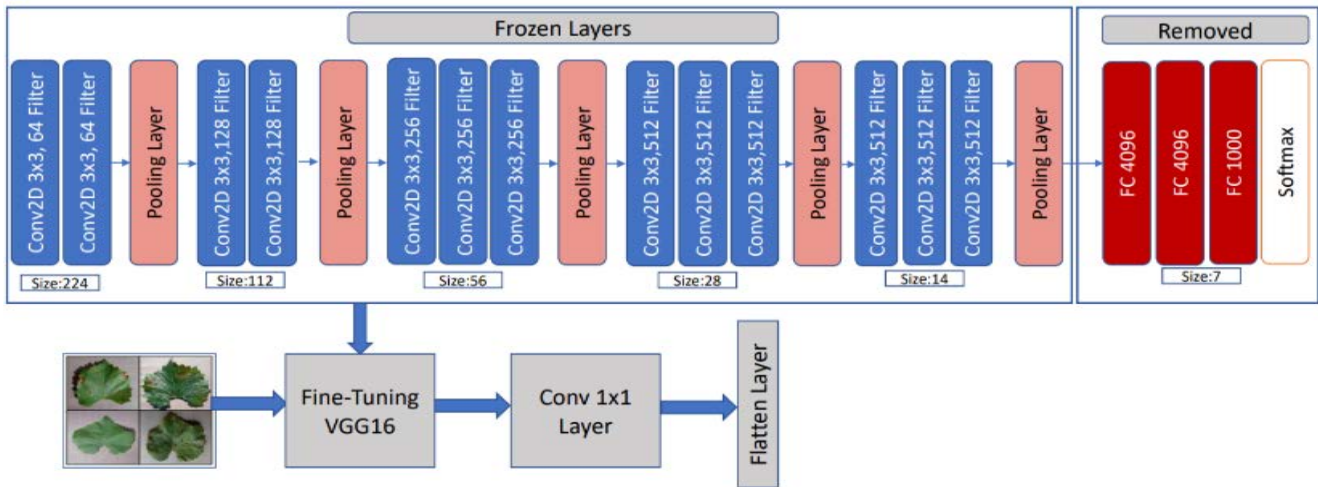 Frozen Layers
Removed
Conv2D 3x3, 64 Filter
Conv2D 3x3, 64 Filter
Pooling Layer
Conv2D 3x3,128 Filter
Conv2D 3x3,128 Filter
Pooling Layer
Conv2D 3x3,256 Filter
Conv2D 3x3,256 Filter
Conv2D 3x3,256 Filter
Pooling Layer
Conv2D 3x3,512 Filter
Conv2D 3x3,512 Filter
Conv2D 3x3,512 Filter
Pooling Layer
Conv2D 3x3,512 Filter
Conv2D 3x3,512 Filter
Conv2D 3x3,512 Filter
Pooling Layer
FC 4096
FC 4096
FC 1000
Softmax
Size:224
Size:112
Size:56
Size:28
Size:14
Size:7
Fine-Tuning
VGG16
Conv 1x1
Layer
Flatten Layer